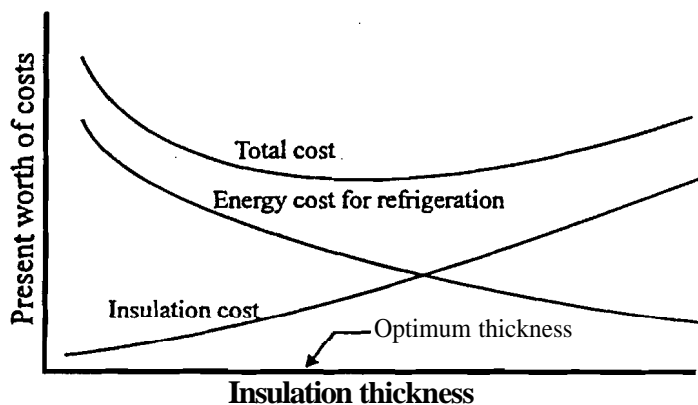 Present worth of costs
Total cost
Energy cost for refrigeration
Insulation cost
Optimum thickness
Insulation thickness